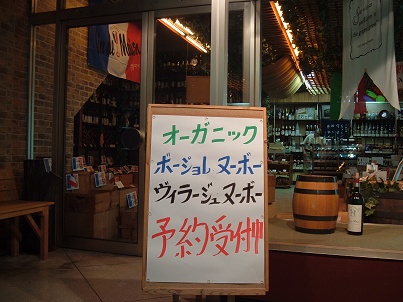 オーガニック
ボージョレ ヌーボー
ヴィラージュ ヌーボー
予約受付中